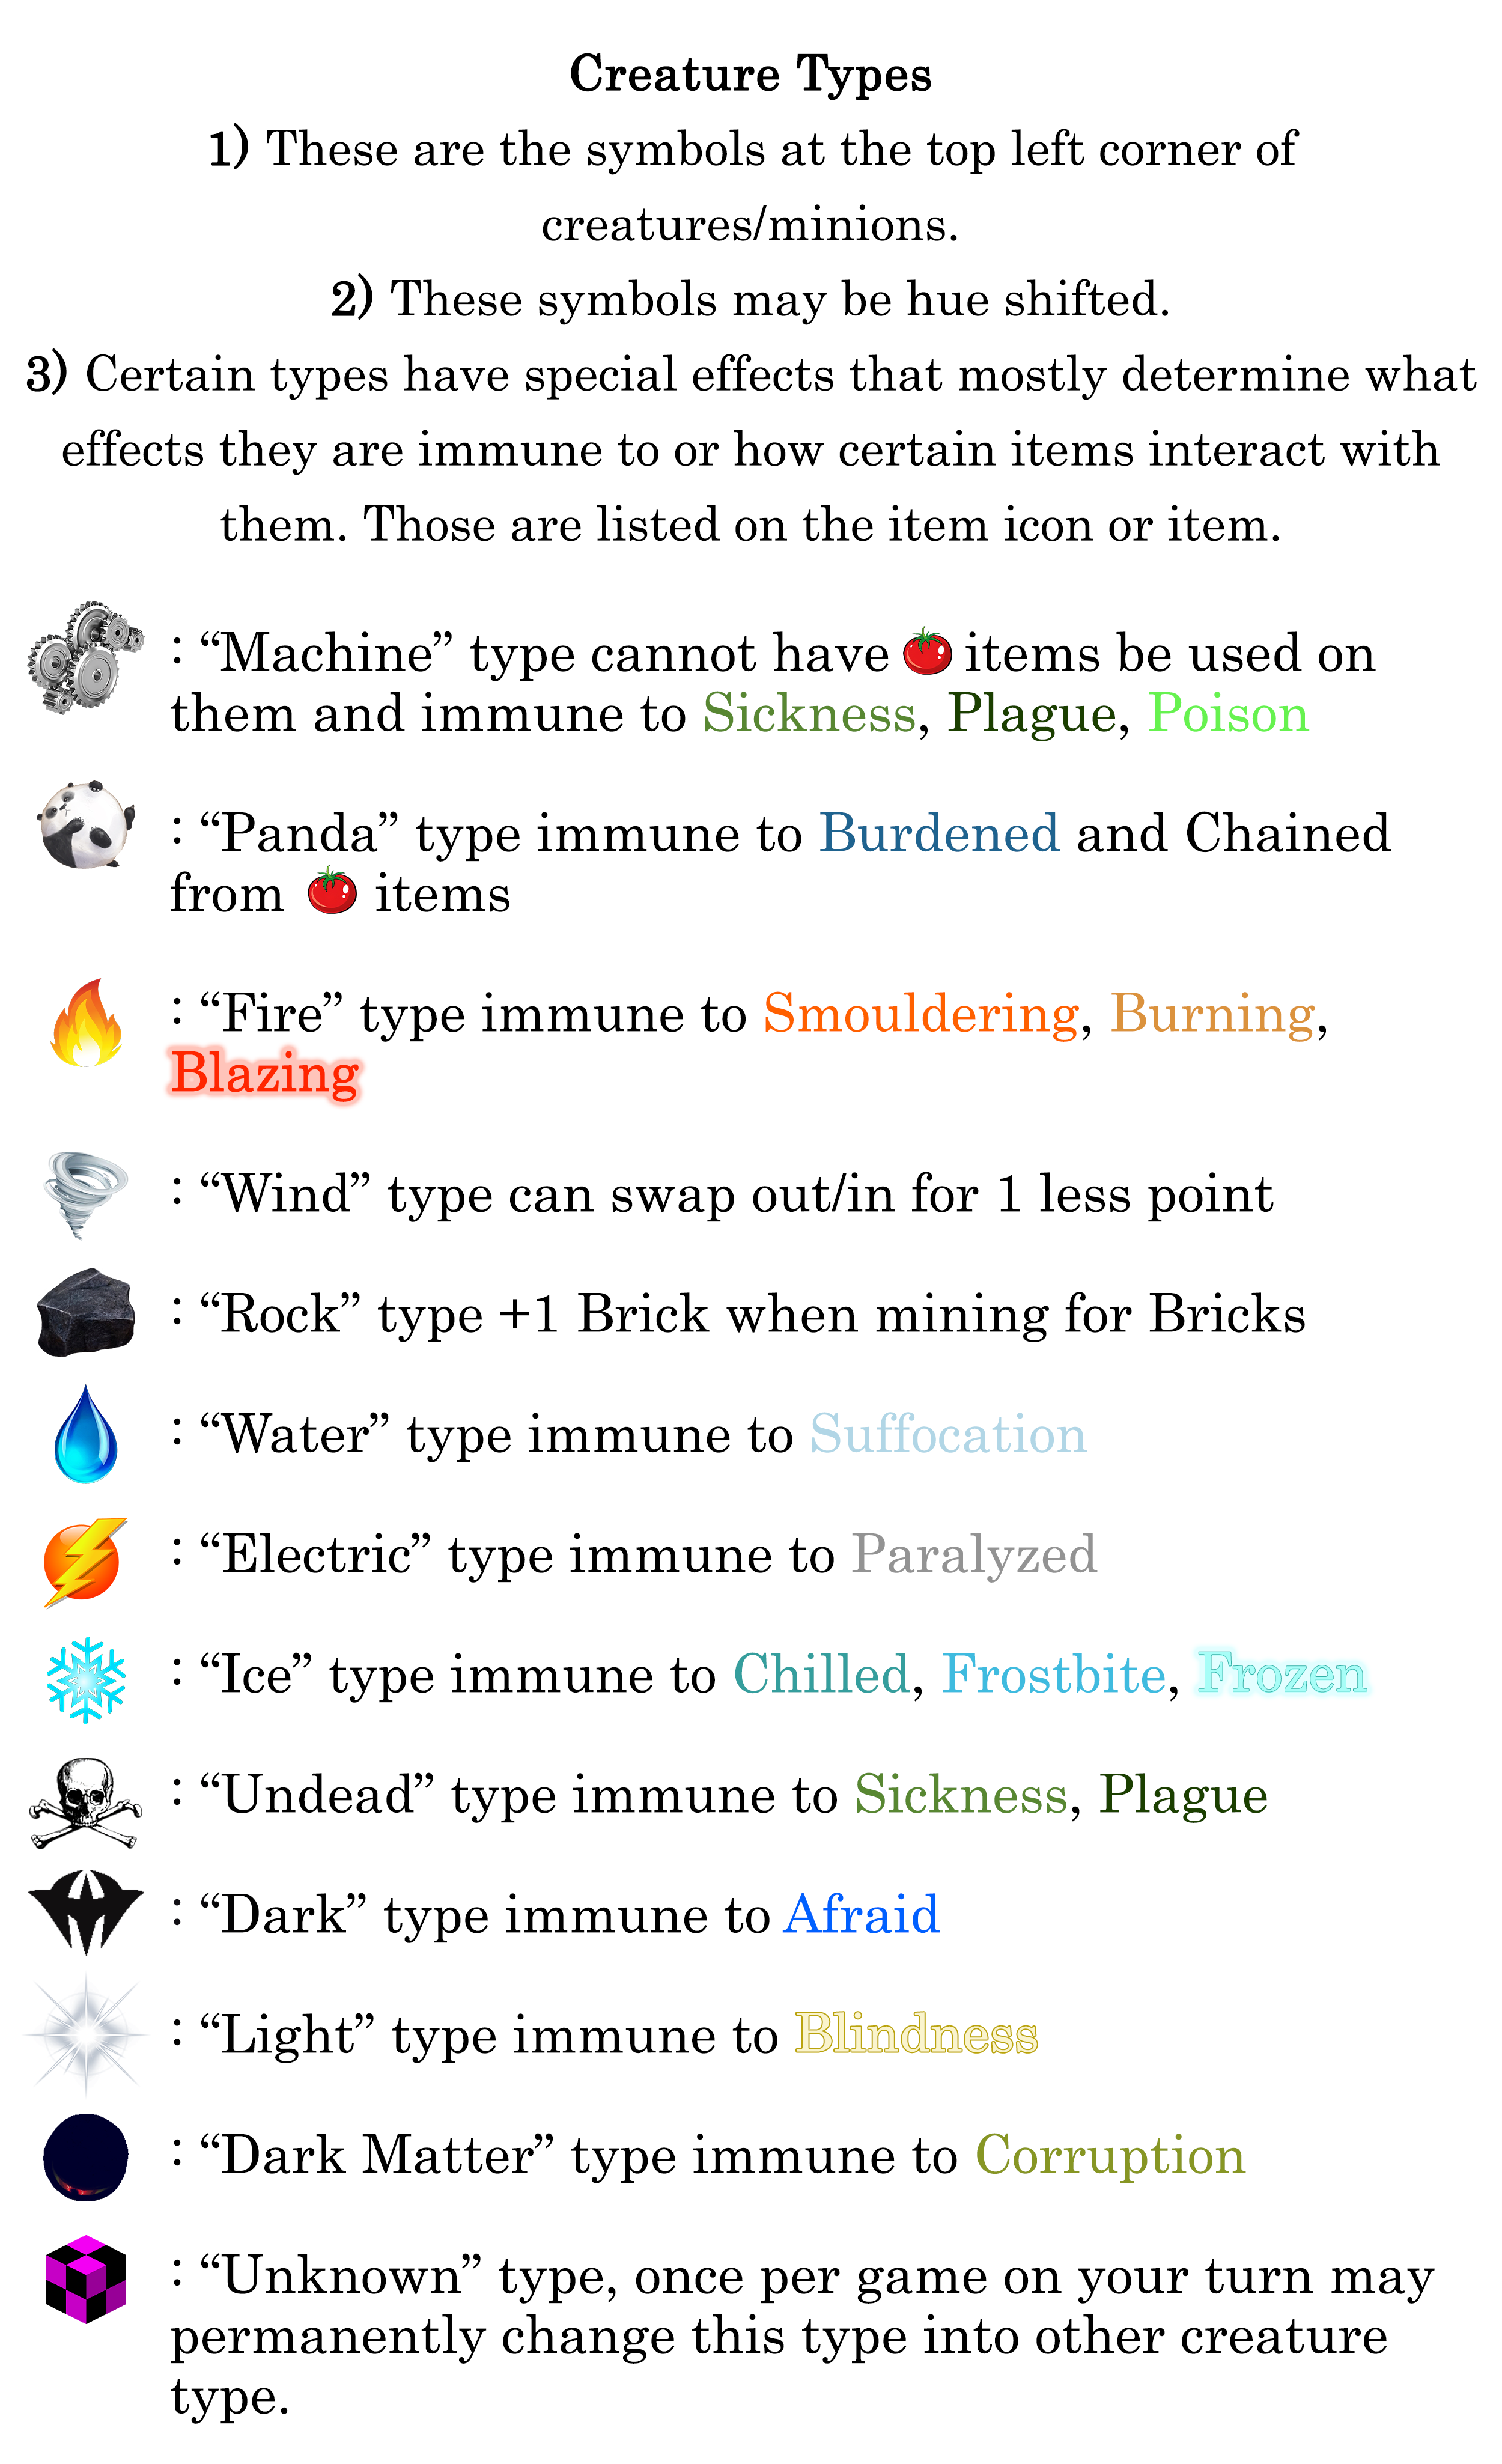 Creature Types
1) These are the symbols at the top left corner of
creatures/minions.
2) These symbols may be hue shifted.
3) Certain types have special effects that mostly determine what
effects they are immune to or how certain items interact with
them. Those are listed on the item icon or item.
: “Machine” type cannot have items be used on
them and immune to Sickness, Plague, Poison
: “Panda” type immune to Burdened and Chained
from items
: “Fire” type immune to Smouldering, Burning,
Blazing
: “Wind” type can swap out/in for 1 less point
: “Rock” type +1 Brick when mining for Bricks
: “Water” type immune to Suffocation
: “Electric” type immune to Paralyzed
: “Ice” type immune to Chilled, Frostbite, Frozen
: “Undead” type immune to Sickness, Plague
: “Dark” type immune to Afraid
: “Light” type immune to Blindness
: “Dark Matter” type immune to Corruption
: “Unknown” type, once per game on your turn may
permanently change this type into other creature
type.